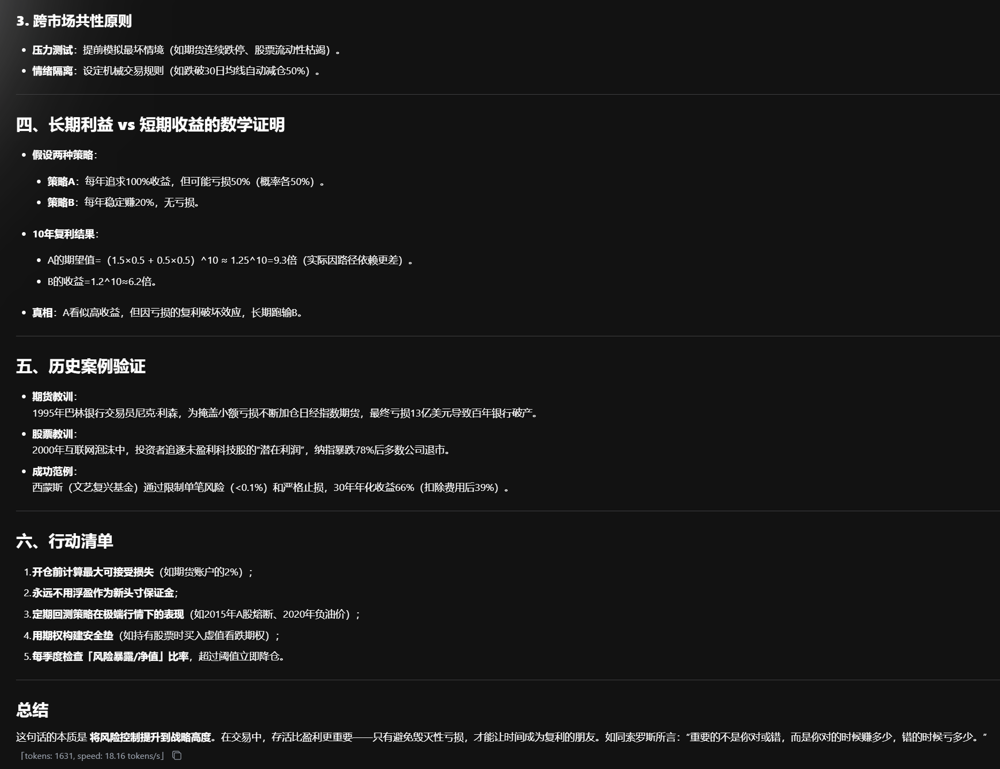 3. 跨市场共性原则
• 压力测试：提前模拟最坏情境（如期货连续跌停、股票流动性枯竭）。
• 情绪隔离：设定机械交易规则（如跌破30日均线自动减仓50%）。
四、长期利益 vs 短期收益的数学证明
• 假设两种策略：
• 策略A：每年追求100%收益，但可能亏损50%（概率各50%）。
• 策略B：每年稳定赚20%，无亏损。
• 10年复利结果：
• A的期望值=（1.5×0.5 + 0.5×0.5）^10 ≈ 1.25^10=9.3倍（实际因路径依赖更差）。
• B的收益=1.2^10≈6.2倍。
• 真相：A看似高收益，但因亏损的复利破坏效应，长期跑输B。
五、历史案例验证
• 期货教训：
1995年巴林银行交易员尼克·利森，为掩盖小额亏损不断加仓日经指数期货，最终亏损13亿美元导致百年银行破产。
• 股票教训：
2000年互联网泡沫中，投资者追逐未盈利科技股的“潜在利润”，纳指暴跌78%后多数公司退市。
• 成功范例：
西蒙斯（文艺复兴基金）通过限制单笔风险（<0.1%）和严格止损，30年年化收益66%（扣除费用后39%）。
六、行动清单
1. 开仓前计算最大可接受损失（如期货账户的2%）；
2. 永远不用浮盈作为新头寸保证金；
3. 定期回测策略在极端行情下的表现（如2015年A股熔断、2020年负油价）；
4. 用期权构建安全垫（如持有股票时买入虚值看跌期权）；
5. 每季度检查「风险暴露/净值」比率，超过阈值立即降仓。
总结
这句话的本质是 将风险控制提升到战略高度。在交易中，存活比盈利更重要——只有避免毁灭性亏损，才能让时间成为复利的朋友。如同索罗斯所言：“重要的不是你对或错，而是你对的时候赚多少，错的时候亏多少。”
「tokens: 1631, speed: 18.16 tokens/s」